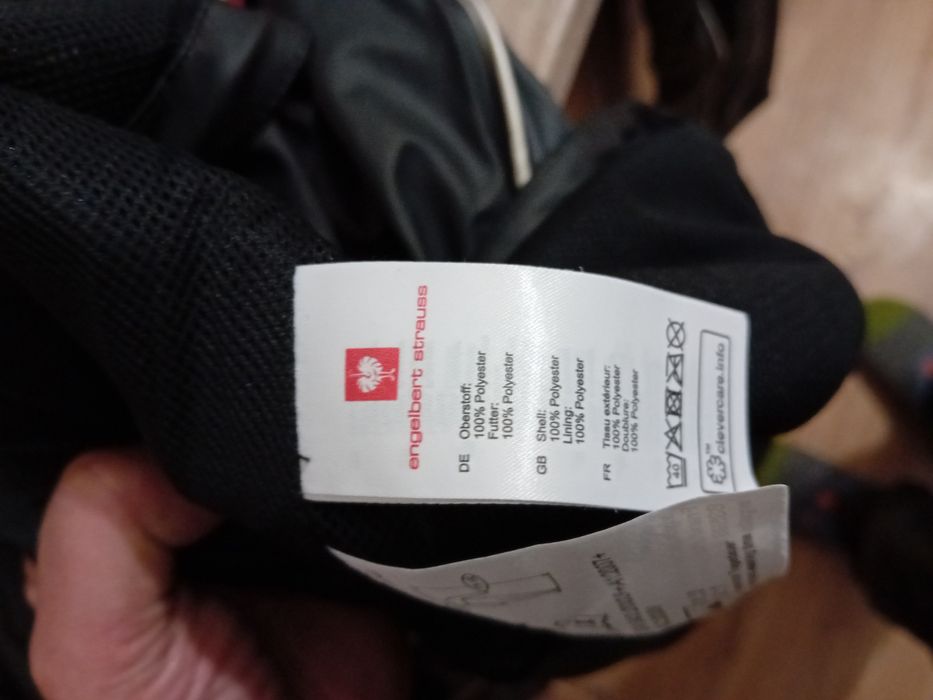 engelbert strauss
DE Oberstoff:
100% Polyester
Futter:
100% Polyester
GB Shell:
100% Polyester
Lining:
100% Polyester
FR Tissu extérieur:
100% Polyester
Doublure:
100% Polyester
40
™ clevercare.info